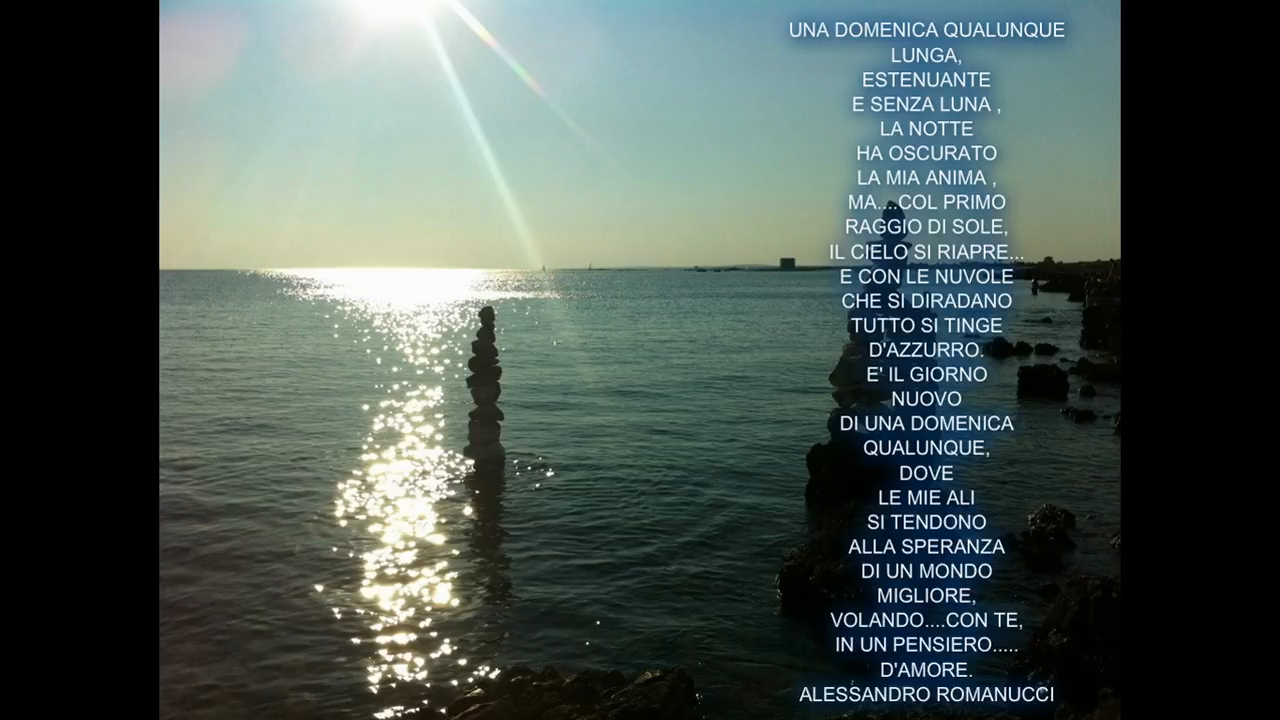 UNA DOMENICA QUALUNQUE
LUNGA,
ESTENUANTE
E SENZA LUNA ,
LA NOTTE
HA OSCURATO
LA MIA ANIMA ,
MA....COL PRIMO
RAGGIO DI SOLE,
IL CIELO SI RIAPRE...
E CON LE NUVOLE
CHE SI DIRADANO
TUTTO SI TINGE
D'AZZURRO.
E' IL GIORNO
NUOVO
DI UNA DOMENICA
QUALUNQUE,
DOVE
LE MIE ALI
SI TENDONO
ALLA SPERANZA
DI UN MONDO
MIGLIORE,
VOLANDO....CON TE,
IN UN PENSIERO.....
D'AMORE.
ALESSANDRO ROMANUCCI